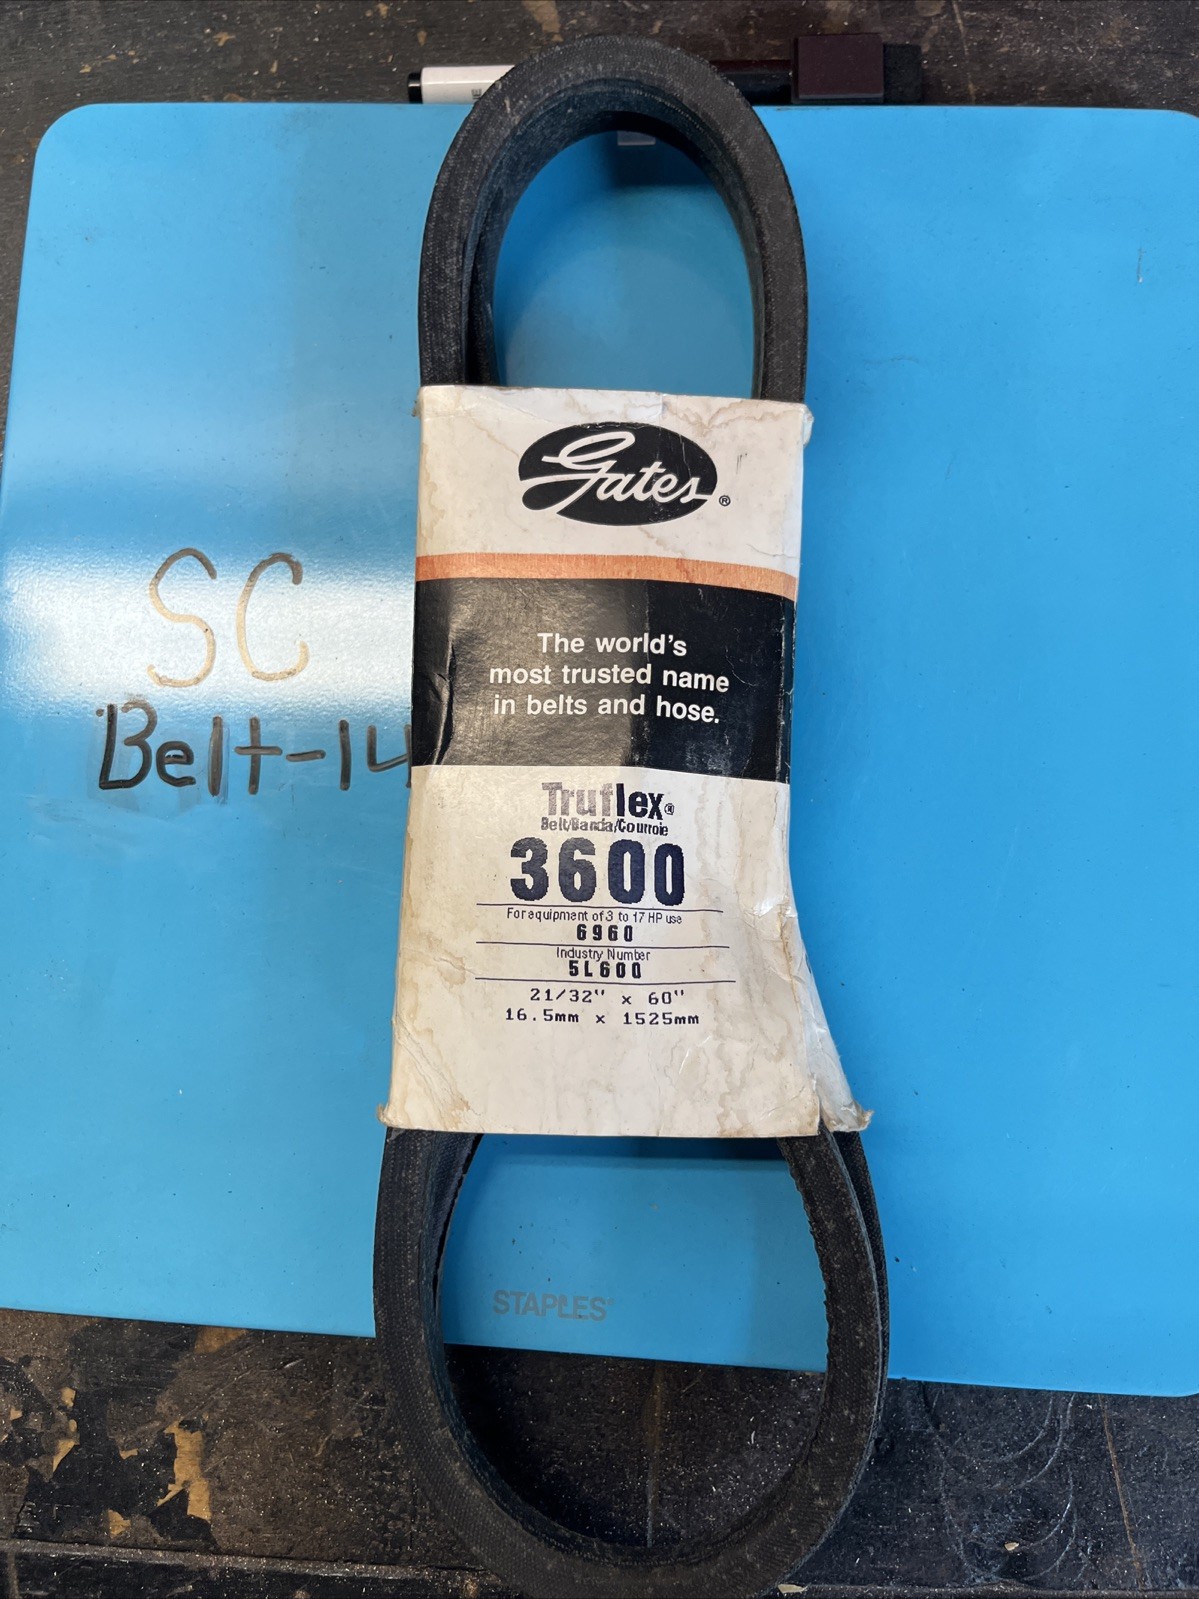 Gates®
The world's
most trusted name
in belts and hose.
SC
Belt-14
Truflex®
Belt/Banda/Courroie
3600
For equipment of 3 to 17 HP use
6960
Industry Number
5L600
21/32" x 60"
16.5mm x 1525mm
STAPLES